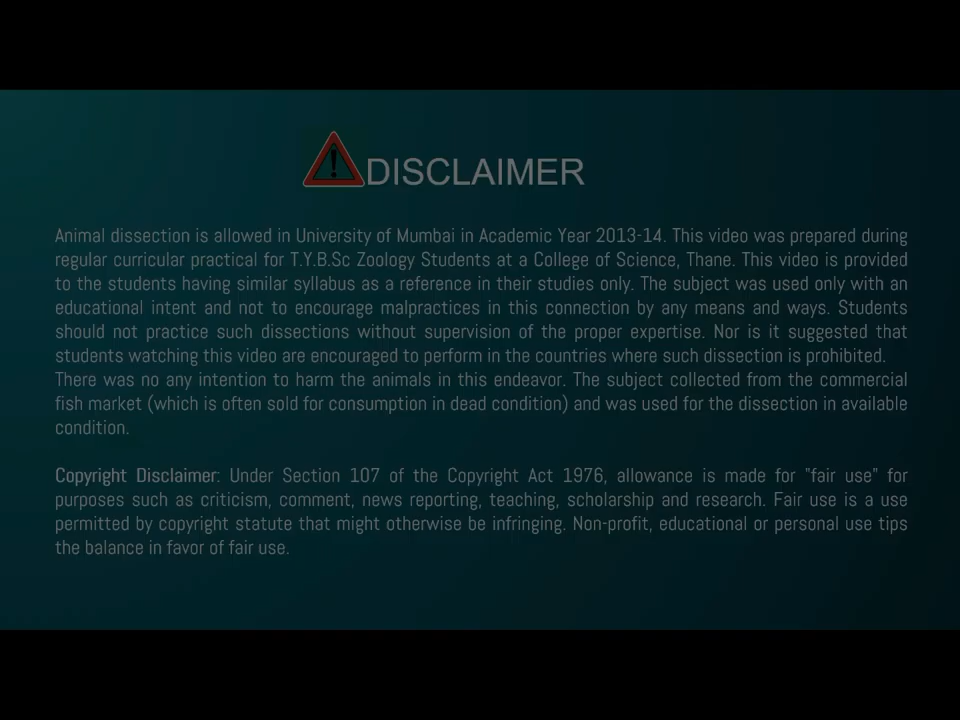 DISCLAIMER
Animal dissection is allowed in University of Mumbai in Academic Year 2013-14. This video was prepared during
regular curricular practical for T.Y.B.Sc Zoology Students at a College of Science, Thane. This video is provided
to the students having similar syllabus as a reference in their studies only. The subject was used only with an
educational intent and not to encourage malpractices in this connection by any means and ways. Students
should not practice such dissections without supervision of the proper expertise. Nor is it suggested that
students watching this video are encouraged to perform in the countries where such dissection is prohibited.
There was no any intention to harm the animals in this endeavor. The subject collected from the commercial
fish market (which is often sold for consumption in dead condition) and was used for the dissection in available
condition.
Copyright Disclaimer: Under Section 107 of the Copyright Act 1976, allowance is made for "fair use" for
purposes such as criticism, comment, news reporting, teaching, scholarship and research. Fair use is a use
permitted by copyright statute that might otherwise be infringing. Non-profit, educational or personal use tips
the balance in favor of fair use.